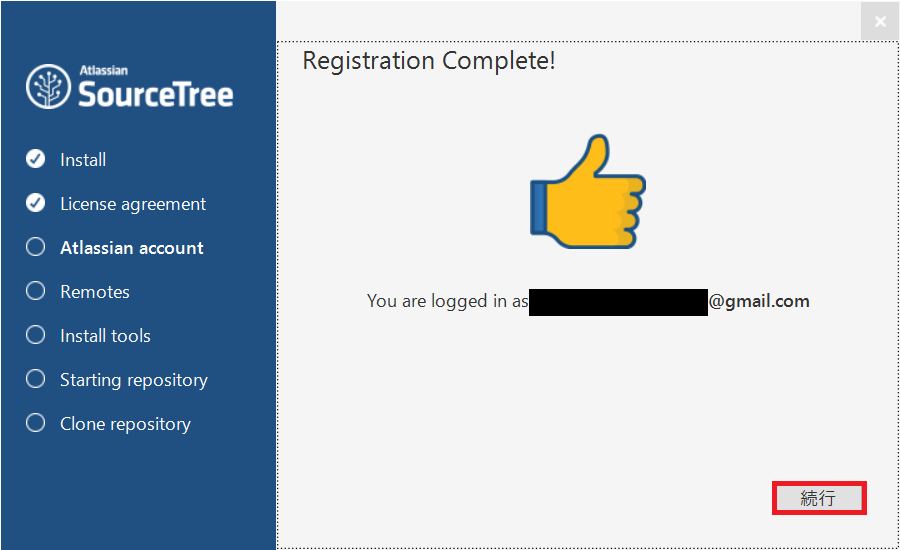 Atlassian
SourceTree
Install
License agreement
Atlassian account
Remotes
Install tools
Starting repository
Clone repository
Registration Complete!
You are logged in as @gmail.com
続行